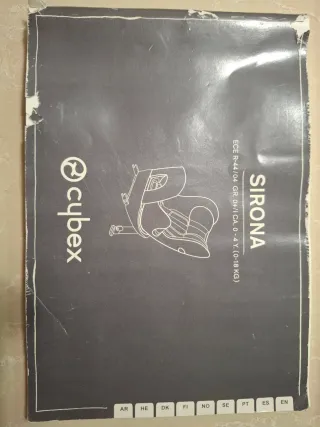 SIRONA
ECE R-44/04, GR. 0+/1 CA. 0 - 4 Y. (0-18 KG)
cybex
EN
ES
PT
SE
NO
FI
DK
HE
AR